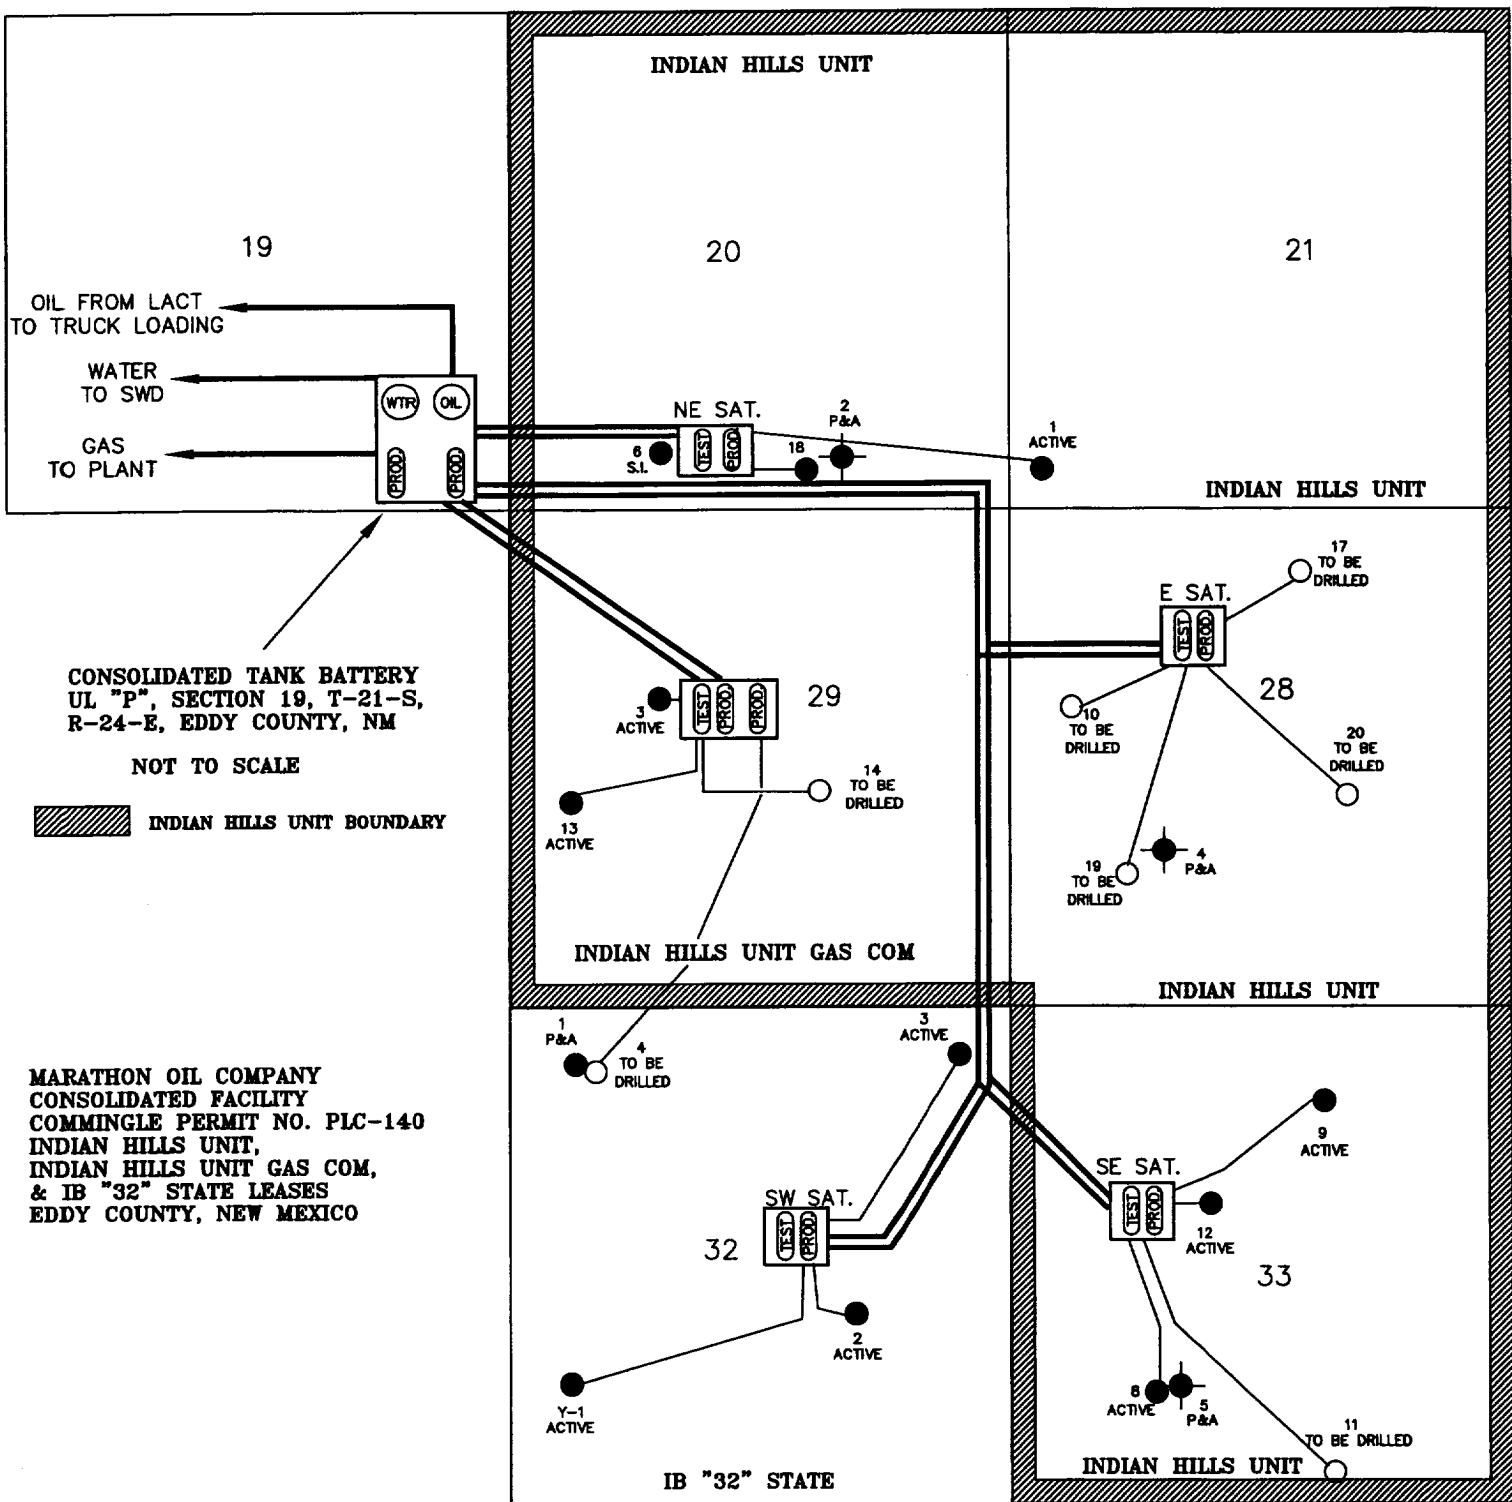 INDIAN HILLS UNIT
19
20
21
OIL FROM LACT
TO TRUCK LOADING
WATER
TO SWD
GAS
TO PLANT
WTR
OIL
PROD
PROD
NE SAT.
TEST
PROD
6
S.I.
18
2
P&A
1
ACTIVE
INDIAN HILLS UNIT
CONSOLIDATED TANK BATTERY
UL "P", SECTION 19, T-21-S,
R-24-E, EDDY COUNTY, NM
NOT TO SCALE
INDIAN HILLS UNIT BOUNDARY
29
TEST
PROD
PROD
3
ACTIVE
13
ACTIVE
14
TO BE
DRILLED
INDIAN HILLS UNIT GAS COM
E SAT.
TEST
PROD
17
TO BE
DRILLED
28
10
TO BE
DRILLED
20
TO BE
DRILLED
19
TO BE
DRILLED
4
P&A
INDIAN HILLS UNIT
MARATHON OIL COMPANY
CONSOLIDATED FACILITY
COMMINGLE PERMIT NO. PLC-140
INDIAN HILLS UNIT,
INDIAN HILLS UNIT GAS COM,
& IB "32" STATE LEASES
EDDY COUNTY, NEW MEXICO
1
P&A
4
TO BE
DRILLED
3
ACTIVE
SW SAT.
TEST
PROD
32
2
ACTIVE
Y-1
ACTIVE
IB "32" STATE
SE SAT.
TEST
PROD
9
ACTIVE
12
ACTIVE
33
8
ACTIVE
5
P&A
11
TO BE DRILLED
INDIAN HILLS UNIT